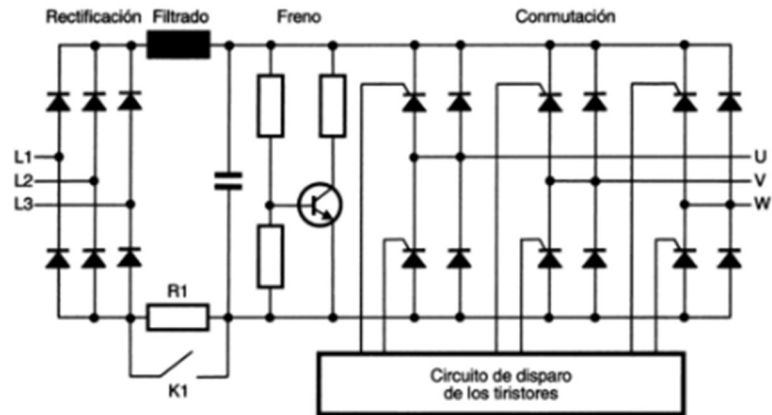 Rectificación Filtrado Freno Conmutación
L1
L2
L3
U
V
W
R1
K1
Circuito de disparo
de los tiristores